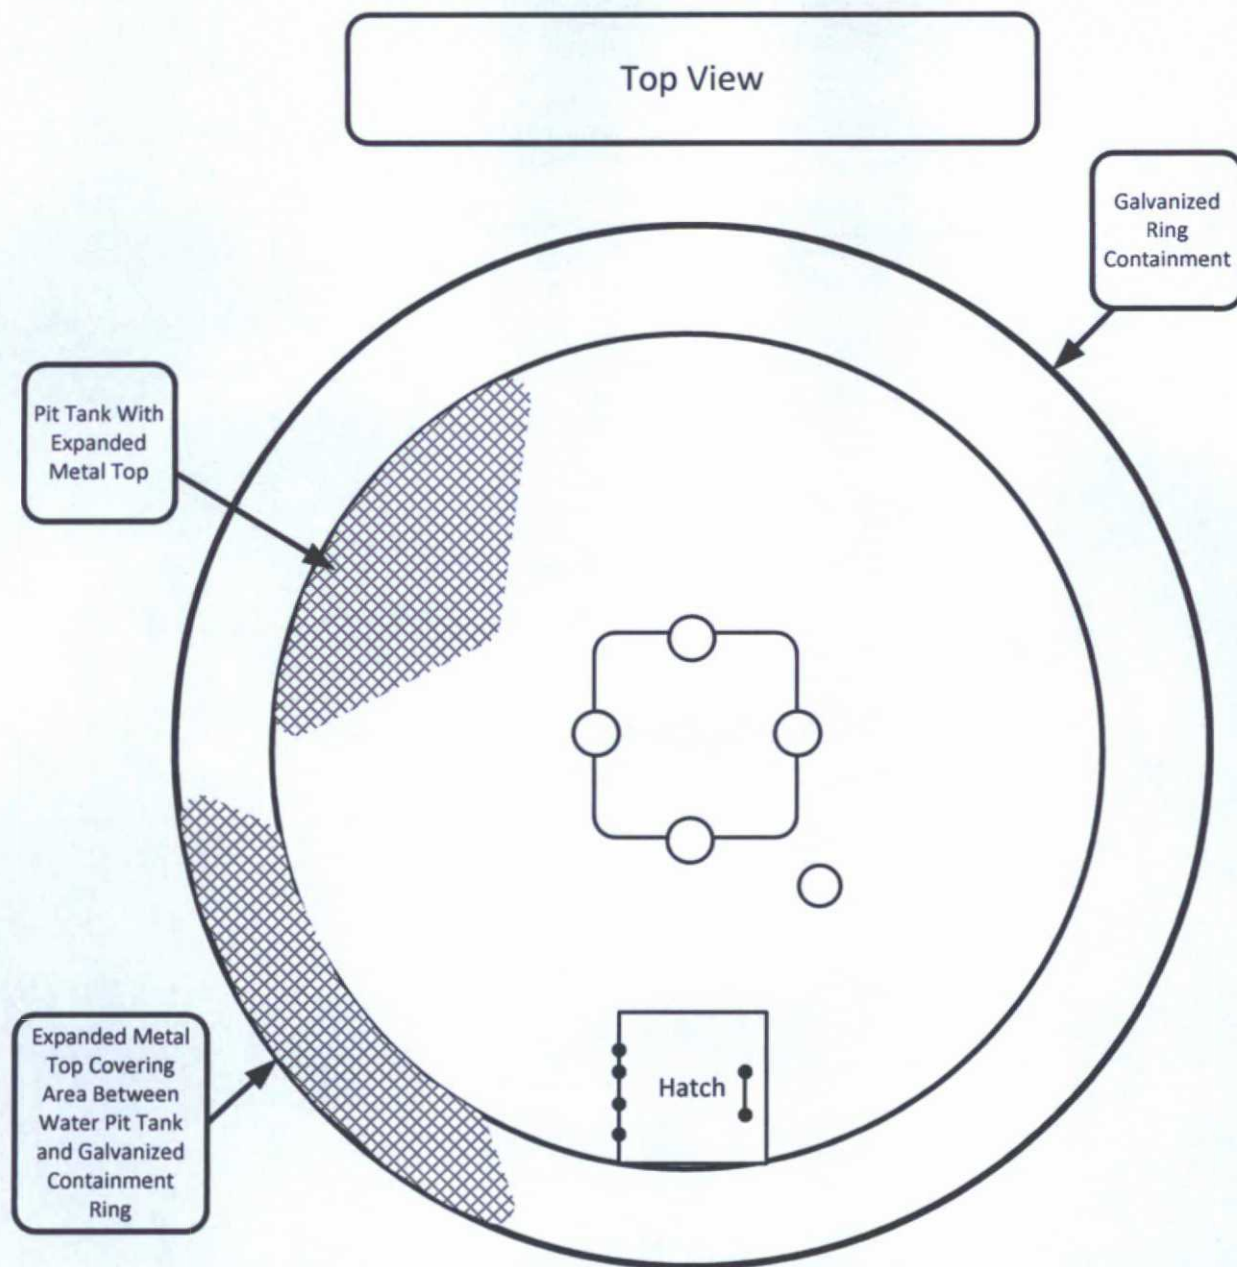 Top View
Galvanized
Ring
Containment
Pit Tank With
Expanded
Metal Top
Expanded Metal
Top Covering
Area Between
Water Pit Tank
and Galvanized
Containment
Ring
Hatch